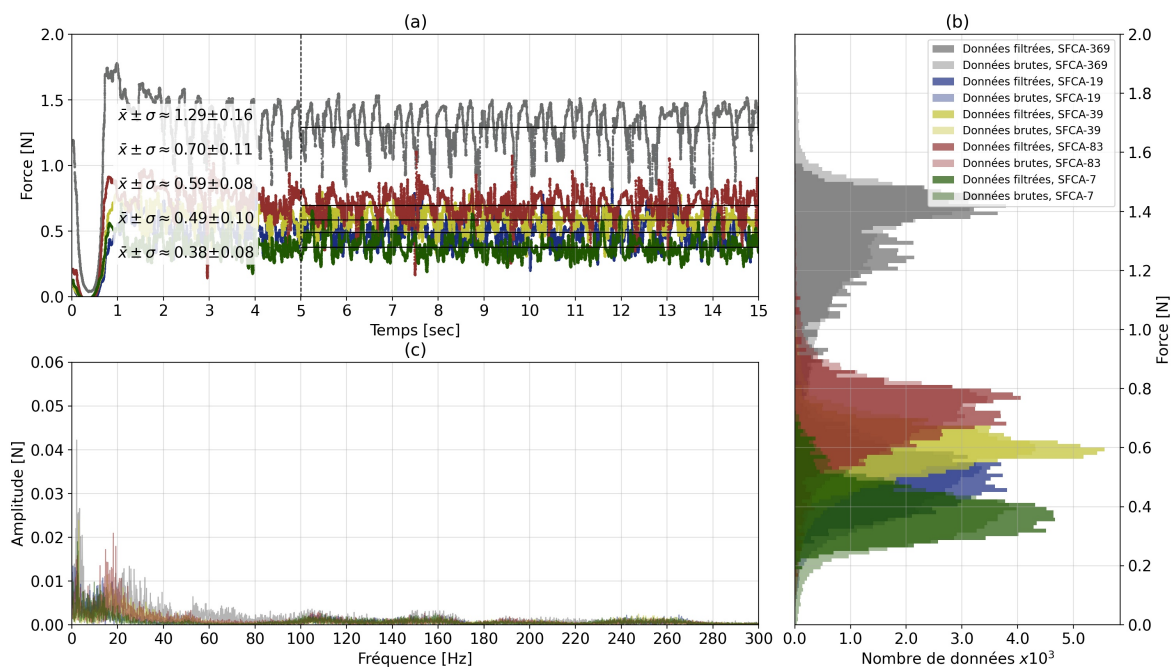 (a)
2.0
1.5
1.0
0.5
0.0
Force [N]
x̄ ± σ ≈ 1.29±0.16
x̄ ± σ ≈ 0.70±0.11
x̄ ± σ ≈ 0.59±0.08
x̄ ± σ ≈ 0.49±0.10
x̄ ± σ ≈ 0.38±0.08
0 1 2 3 4 5 6 7 8 9 10 11 12 13 14 15
Temps [sec]
(b)
Données filtrées, SFCA-369
Données brutes, SFCA-369
Données filtrées, SFCA-19
Données brutes, SFCA-19
Données filtrées, SFCA-39
Données brutes, SFCA-39
Données filtrées, SFCA-83
Données brutes, SFCA-83
Données filtrées, SFCA-7
Données brutes, SFCA-7
2.0
1.8
1.6
1.4
1.2
1.0
0.8
0.6
0.4
0.2
0.0
Force [N]
0.0 1.0 2.0 3.0 4.0 5.0
Nombre de données x10³
(c)
0.06
0.05
0.04
0.03
0.02
0.01
0.00
Amplitude [N]
0 20 40 60 80 100 120 140 160 180 200 220 240 260 280 300
Fréquence [Hz]